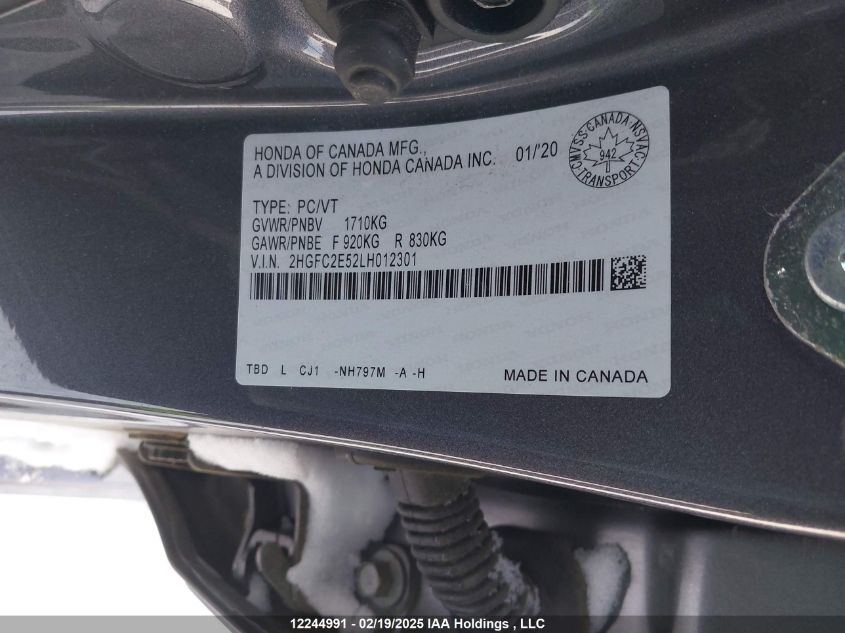 HONDA OF CANADA MFG.,
A DIVISION OF HONDA CANADA INC. 01/'20
CMVSS·CANADA·NSVAC
942
TRANSPORT
TYPE: PC/VT
GVWR/PNBV 1710KG
GAWR/PNBE F 920KG R 830KG
V.I.N. 2HGFC2E52LH012301
TBD L CJ1 -NH797M -A -H
MADE IN CANADA
12244991 - 02/19/2025 IAA Holdings , LLC